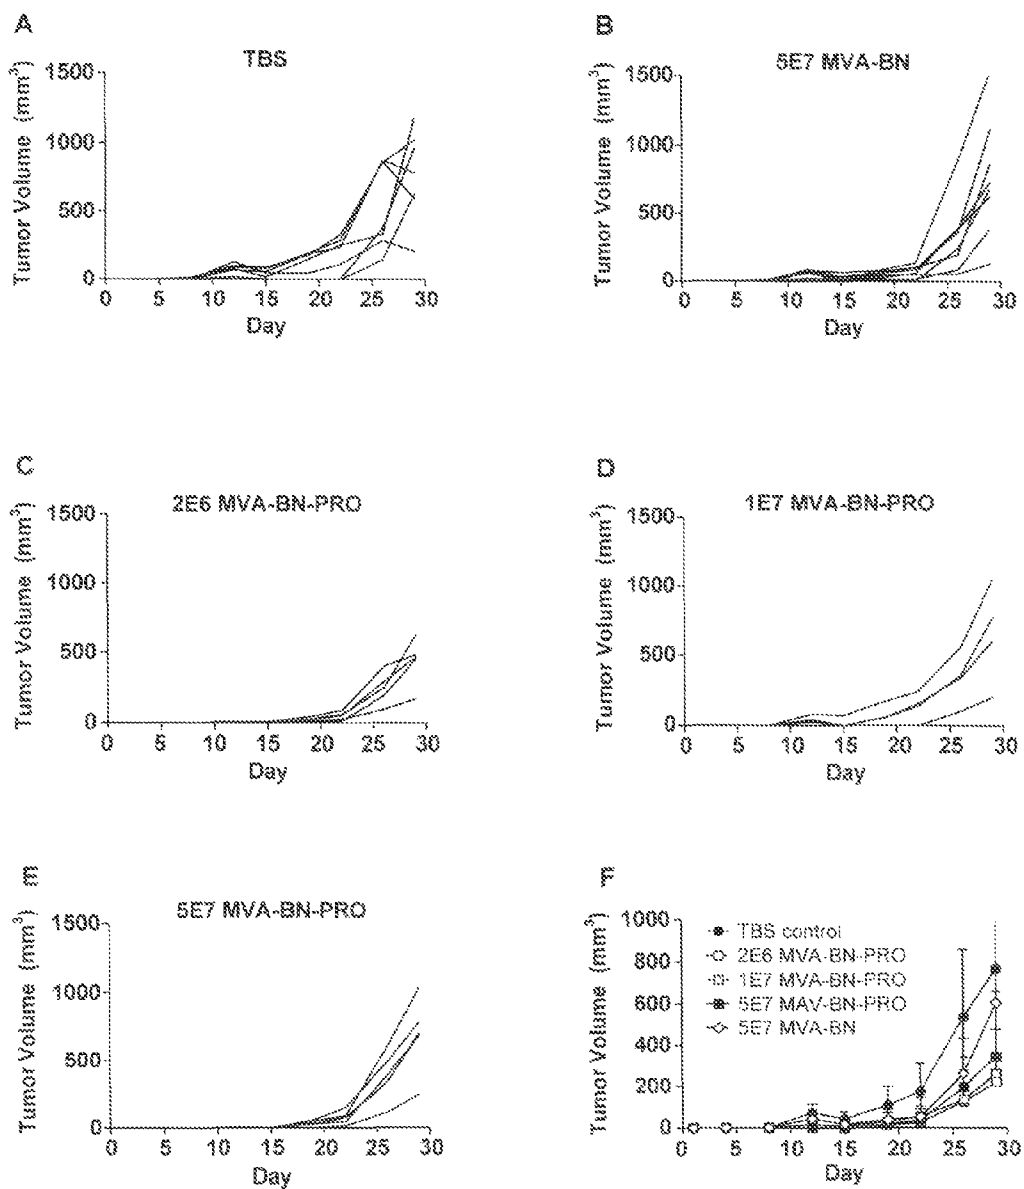 A
TBS
Tumor Volume (mm³)
1500
1000
500
0
0 5 10 15 20 25 30
Day
B
5E7 MVA-BN
Tumor Volume (mm³)
1500
1000
500
0
0 5 10 15 20 25 30
Day
C
2E6 MVA-BN-PRO
Tumor Volume (mm³)
1500
1000
500
0
0 5 10 15 20 25 30
Day
D
1E7 MVA-BN-PRO
Tumor Volume (mm³)
1500
1000
500
0
0 5 10 15 20 25 30
Day
E
5E7 MVA-BN-PRO
Tumor Volume (mm³)
1500
1000
500
0
0 5 10 15 20 25 30
Day
F
Tumor Volume (mm³)
1000
800
600
400
200
0
TBS control
2E6 MVA-BN-PRO
1E7 MVA-BN-PRO
5E7 MAV-BN-PRO
5E7 MVA-BN
0 5 10 15 20 25 30
Day